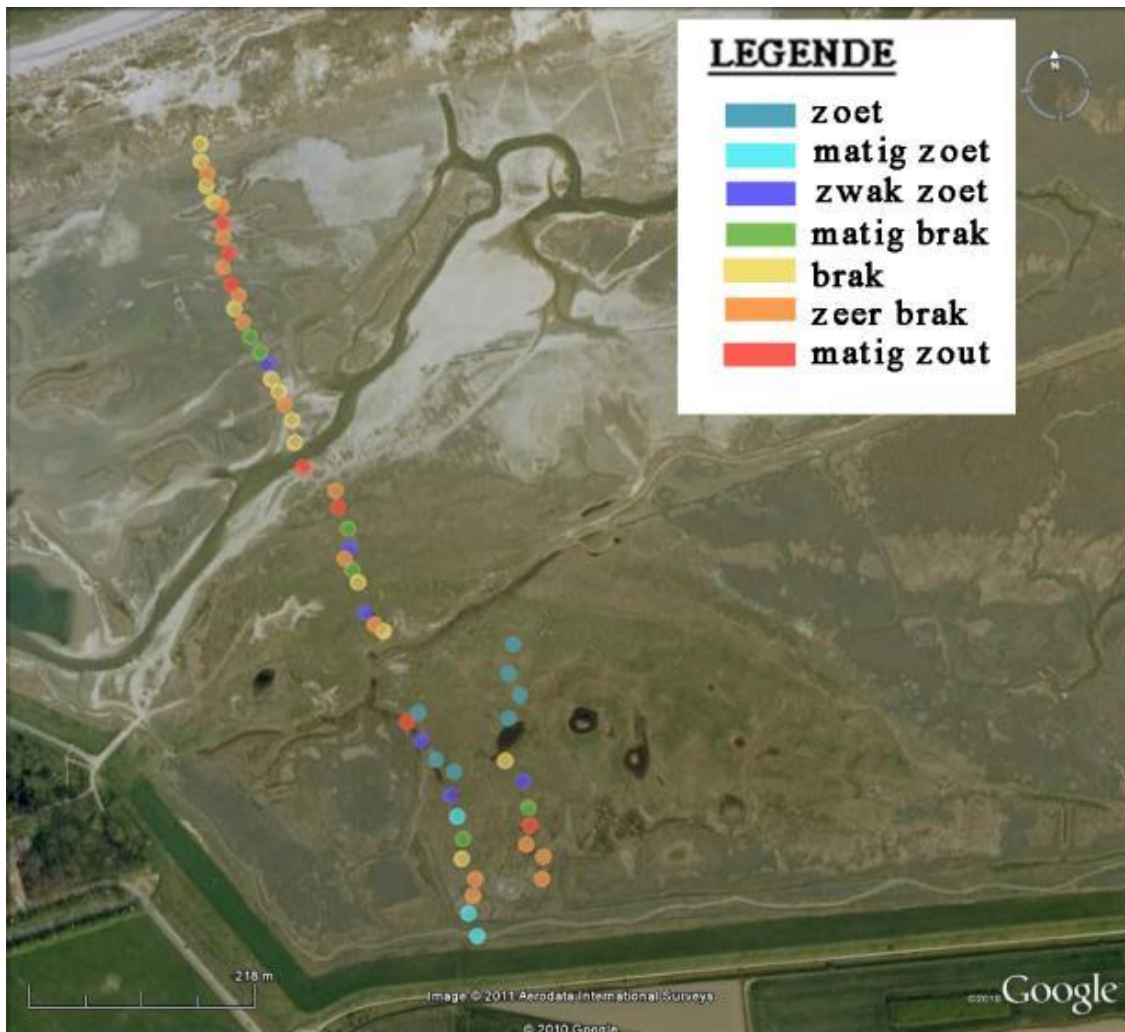 LEGENDE
zoet
matig zoet
zwak zoet
matig brak
brak
zeer brak
matig zout
N
218 m
Image © 2011 Aerodata International Surveys
© 2010 Google
©2010 Google